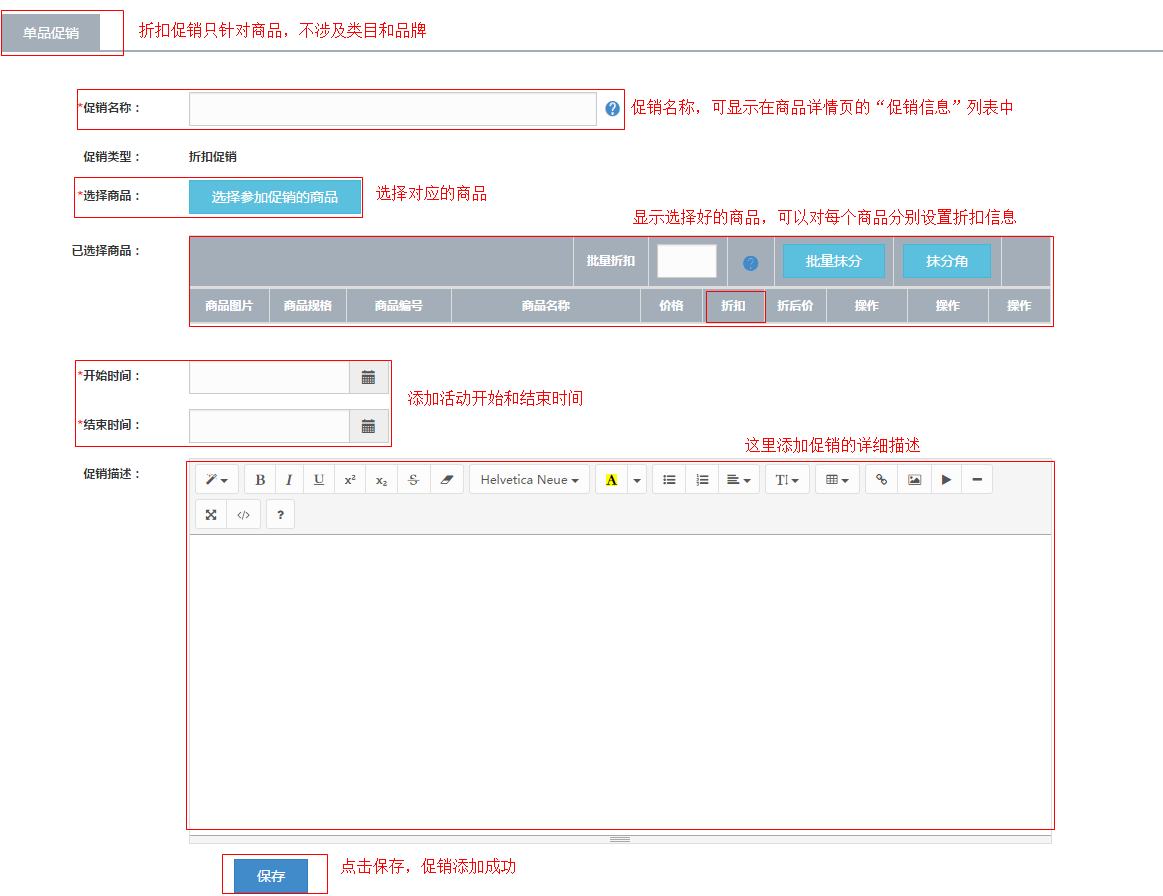 单品促销 折扣促销只针对商品，不涉及类目和品牌
*促销名称： ? 促销名称，可显示在商品详情页的“促销信息”列表中
促销类型： 折扣促销
*选择商品： 选择参加促销的商品 选择对应的商品
显示选择好的商品，可以对每个商品分别设置折扣信息
已选择商品： 批量折扣 ? 批量抹分 抹分角
商品图片 商品规格 商品编号 商品名称 价格 折扣 折后价 操作 操作 操作
*开始时间：
添加活动开始和结束时间
*结束时间：
这里添加促销的详细描述
促销描述： B I U x² x₂ S Helvetica Neue A T
</> ?
点击保存，促销添加成功
保存